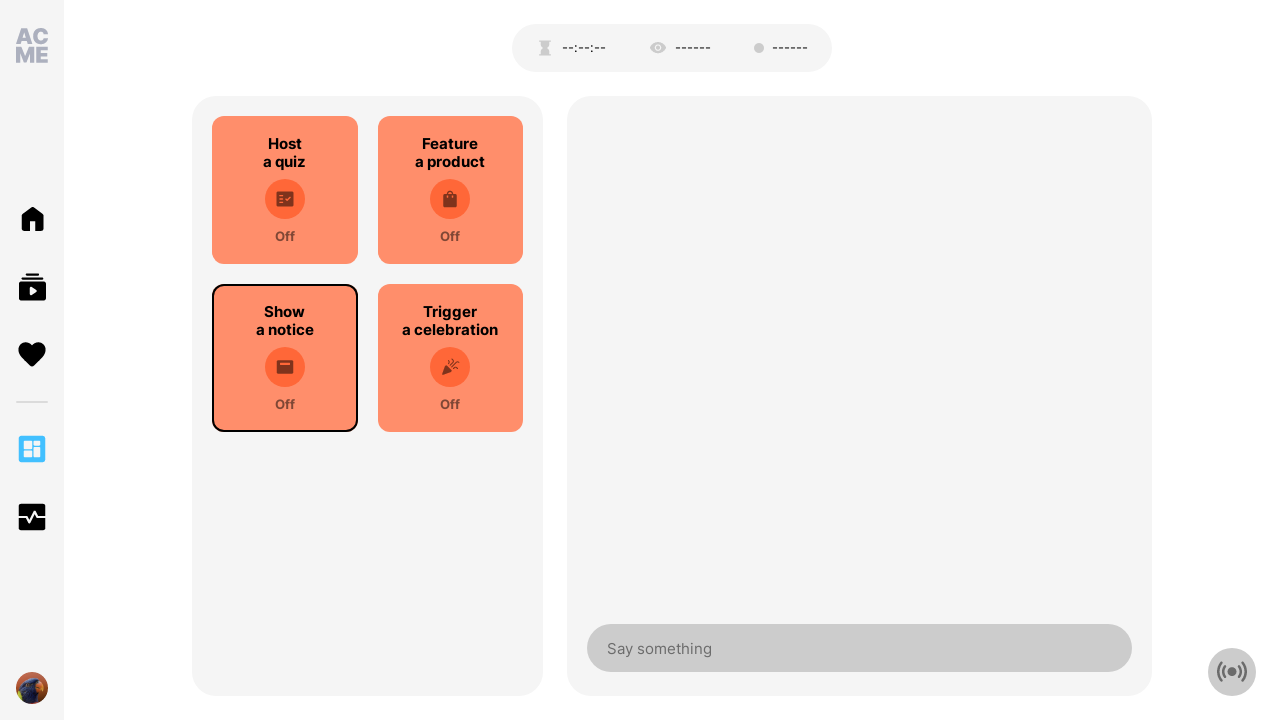 AC
ME
--:--:--
------
------
Host
a quiz
Off
Feature
a product
Off
Show
a notice
Off
Trigger
a celebration
Off
Say something